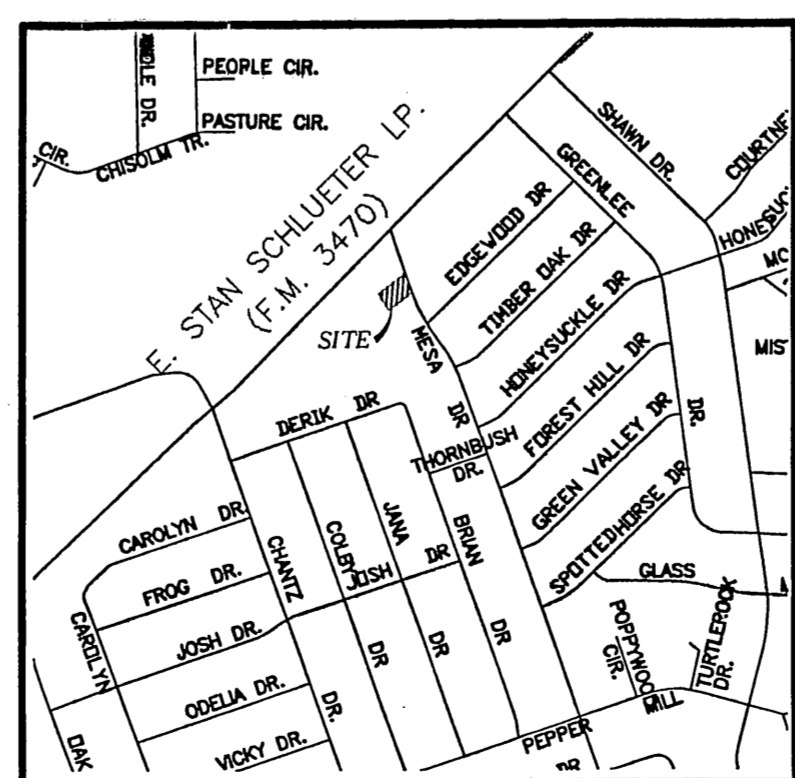 PEOPLE CIR.
PASTURE CIR.
CIR.
CHISOLM TR.
E. STAN SCHLUETER LP.
(F.M. 3470)
SHAWN DR.
GREENLEE
DR.
EDGEWOOD DR
TIMBER OAK DR
HONEYSUCKLE DR
FOREST HILL DR
GREEN VALLEY DR
SPOTTEDHORSE DR
SITE
MESA
DR
DERIK DR
THORNBUSH
DR.
BRIAN
DR
JANA
DR
COLBY
DR
JOSH DR
CHANTZ
DR.
CAROLYN DR.
FROG DR.
CAROLYN
JOSH DR.
ODELIA DR.
VICKY DR.
OAK
GLASS
POPPYWOOD
CIR.
TURTLEROCK
DR.
PEPPER MILL
DR